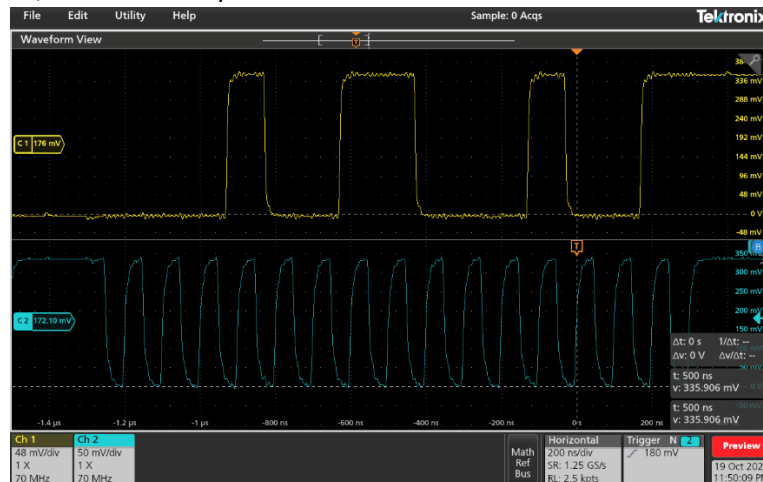 File Edit Utility Help Sample: 0 Acqs Tektronix
Waveform View
T
38
336 mV
288 mV
240 mV
C 1 176 mV
192 mV
144 mV
96 mV
48 mV
0 V
-48 mV
T
B
300 mV
250 mV
200 mV
C 2 172.10 mV
150 mV
Δt: 0 s 1/Δt: --
Δv: 0 V Δv/Δt: --
t: 500 ns
v: 335.906 mV
t: 500 ns
v: 335.906 mV
-1.4 µs -1.2 µs -1 µs -800 ns -600 ns -400 ns -200 ns 0 s 200 ns
Ch 1 Ch 2 Math Ref Bus Horizontal Trigger N 2 Preview
48 mV/div 50 mV/div 200 ns/div 180 mV
1 X 1 X SR: 1.25 GS/s 19 Oct 202
70 MHz 70 MHz RL: 2.5 kpts 11:50:09 P